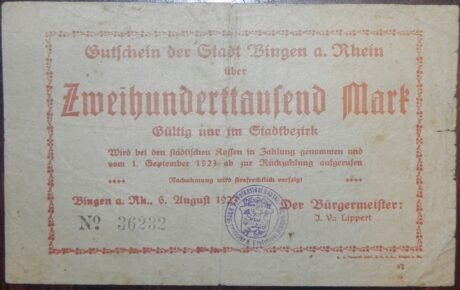 Gutschein der Stadt Bingen a. Rhein
über
Zweihunderttausend Mark
Gültig nur im Stadtbezirk
Wird bei den städtischen Kassen in Zahlung genommen und
vom 1. September 1923 ab zur Rückzahlung aufgerufen
Nachahmung wird strafrechtlich verfolgt
Bingen a. Rh., 6. August 192
Der Bürgermeister:
I. V.: Lippert
No 36232